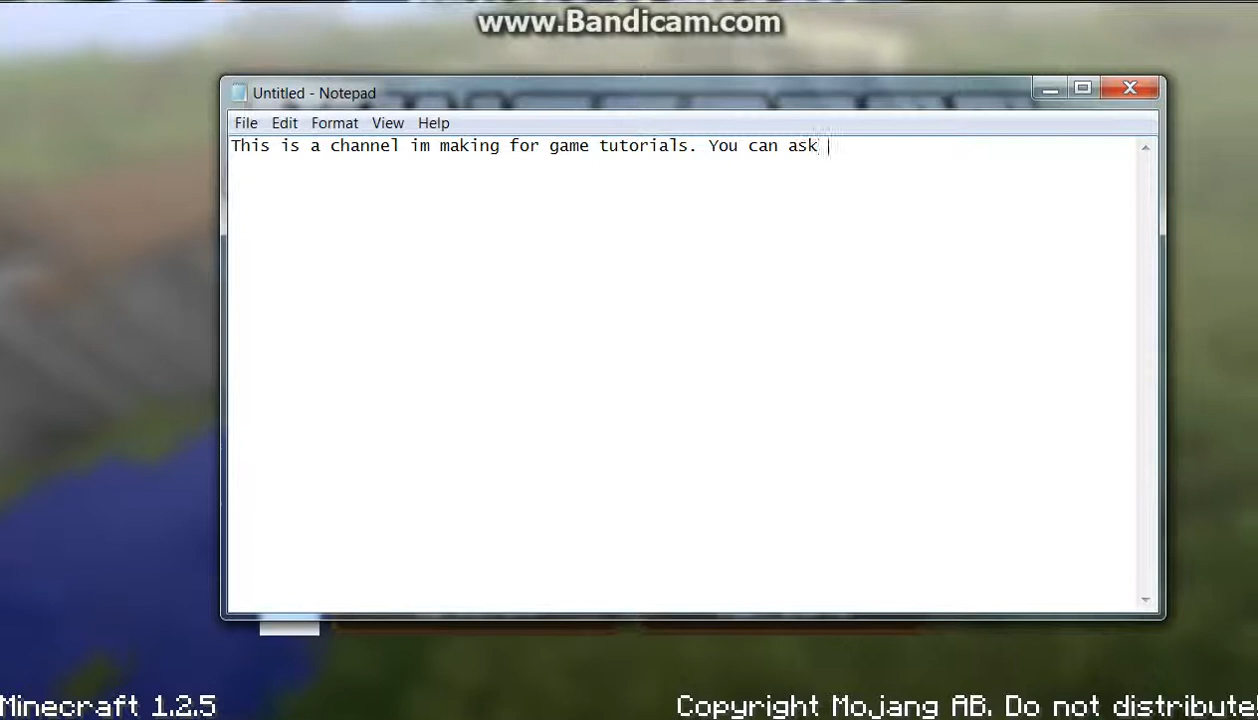 www.Bandicam.com
Untitled - Notepad
File Edit Format View Help
This is a channel im making for game tutorials. You can ask
Minecraft 1.2.5
Copyright Mojang AB. Do not distribute!